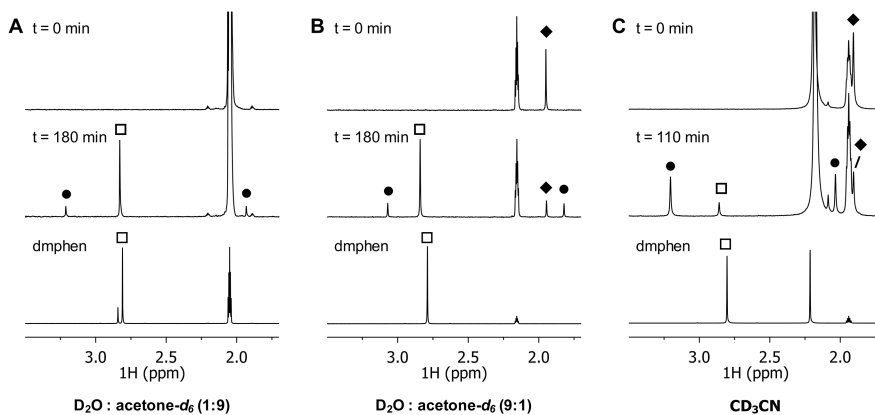 A
t = 0 min
t = 180 min
dmphen
3.0
2.5
2.0
1H (ppm)
D₂O : acetone-d₆ (1:9)
B
t = 0 min
t = 180 min
3.0
2.5
2.0
1H (ppm)
D₂O : acetone-d₆ (9:1)
C
t = 0 min
t = 110 min
dmphen
3.0
2.5
2.0
1H (ppm)
CD₃CN